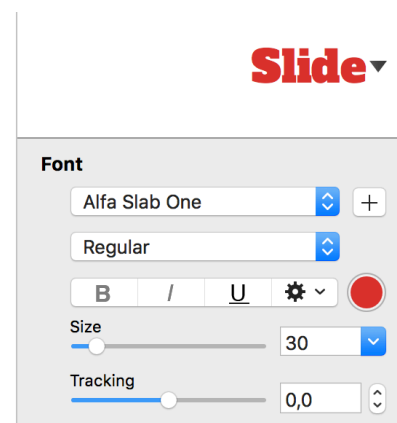 Slide
Font
Alfa Slab One
Regular
B I U
Size
30
Tracking
0,0